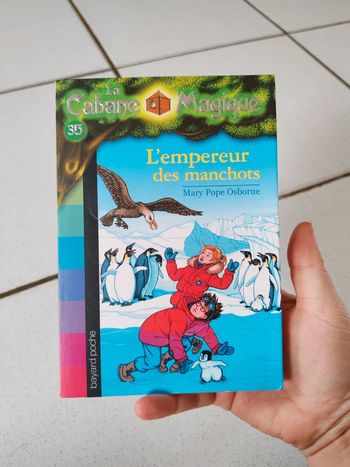 La
Cabane Magique
35
L'empereur
des manchots
Mary Pope Osborne
bayard poche